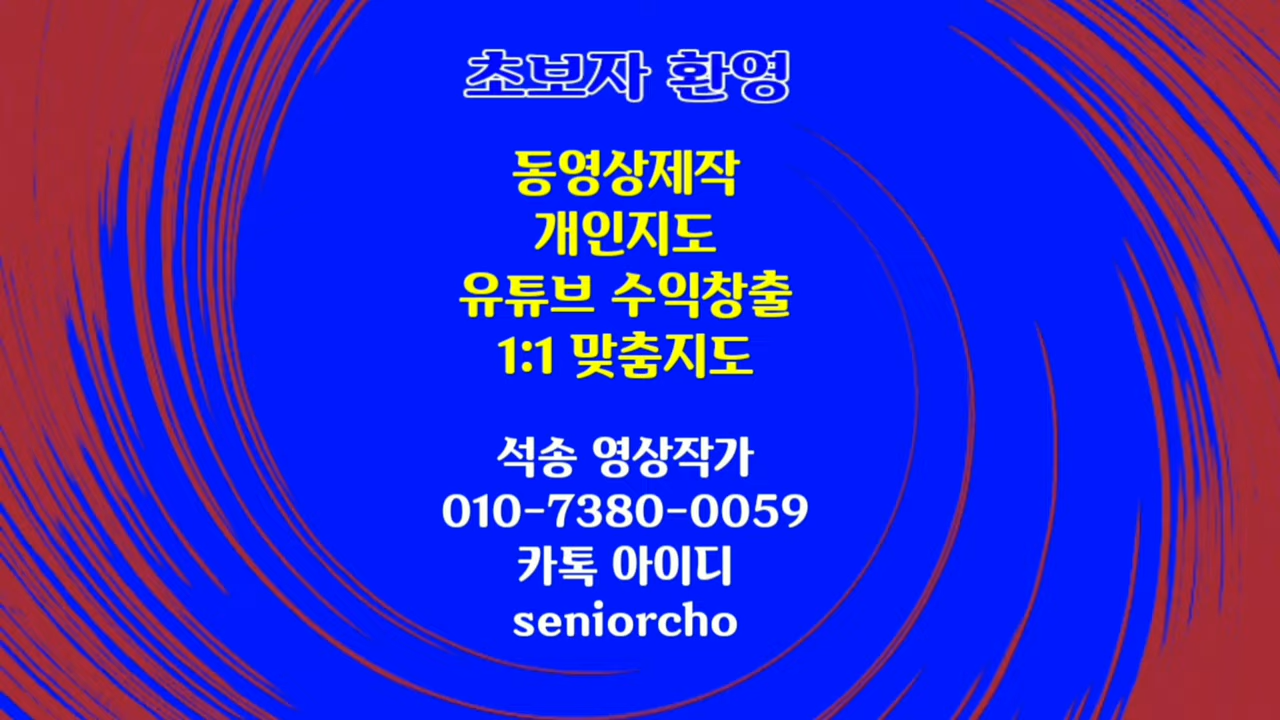 초보자 환영
동영상제작
개인지도
유튜브 수익창출
1:1 맞춤지도
석송 영상작가
010-7380-0059
카톡 아이디
seniorcho